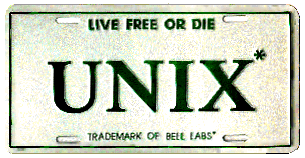 LIVE FREE OR DIE
UNIX*
TRADEMARK OF BELL LABS*